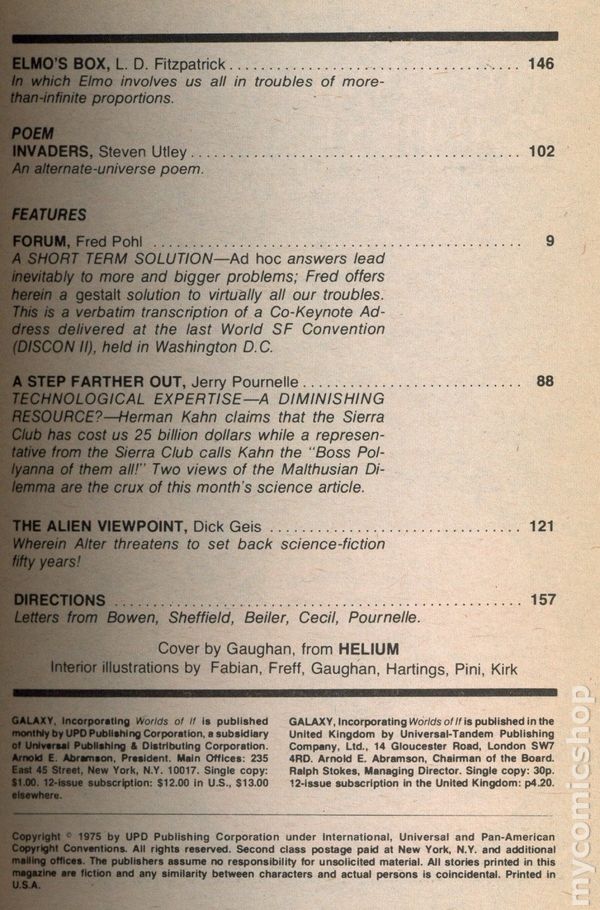 ELMO'S BOX, L. D. Fitzpatrick .................................... 146
In which Elmo involves us all in troubles of more-
than-infinite proportions.
POEM
INVADERS, Steven Utley ........................................ 102
An alternate-universe poem.
FEATURES
FORUM, Fred Pohl ............................................. 9
A SHORT TERM SOLUTION—Ad hoc answers lead
inevitably to more and bigger problems; Fred offers
herein a gestalt solution to virtually all our troubles.
This is a verbatim transcription of a Co-Keynote Ad-
dress delivered at the last World SF Convention
(DISCON II), held in Washington D.C.
A STEP FARTHER OUT, Jerry Pournelle ........................... 88
TECHNOLOGICAL EXPERTISE—A DIMINISHING
RESOURCE?—Herman Kahn claims that the Sierra
Club has cost us 25 billion dollars while a represen-
tative from the Sierra Club calls Kahn the "Boss Pol-
lyanna of them all!" Two views of the Malthusian Di-
lemma are the crux of this month's science article.
THE ALIEN VIEWPOINT, Dick Geis ............................... 121
Wherein Alter threatens to set back science-fiction
fifty years!
DIRECTIONS .................................................. 157
Letters from Bowen, Sheffield, Beiler, Cecil, Pournelle.
Cover by Gaughan, from HELIUM
Interior illustrations by Fabian, Freff, Gaughan, Hartings, Pini, Kirk
GALAXY, Incorporating Worlds of If is published
monthly by UPD Publishing Corporation, a subsidiary
of Universal Publishing & Distributing Corporation.
Arnold E. Abramson, President. Main Offices: 235
East 45 Street, New York, N.Y. 10017. Single copy:
$1.00. 12-issue subscription: $12.00 in U.S., $13.00
elsewhere.
GALAXY, Incorporating Worlds of If is published in the
United Kingdom by Universal-Tandem Publishing
Company, Ltd., 14 Gloucester Road, London SW7
4RD. Arnold E. Abramson, Chairman of the Board.
Ralph Stokes, Managing Director. Single copy: 30p.
12-issue subscription in the United Kingdom: p4.20.
Copyright © 1975 by UPD Publishing Corporation under International, Universal and Pan-American
Copyright Conventions. All rights reserved. Second class postage paid at New York, N.Y. and additional
mailing offices. The publishers assume no responsibility for unsolicited material. All stories printed in this
magazine are fiction and any similarity between characters and actual persons is coincidental. Printed in
U.S.A.
mycomicshop